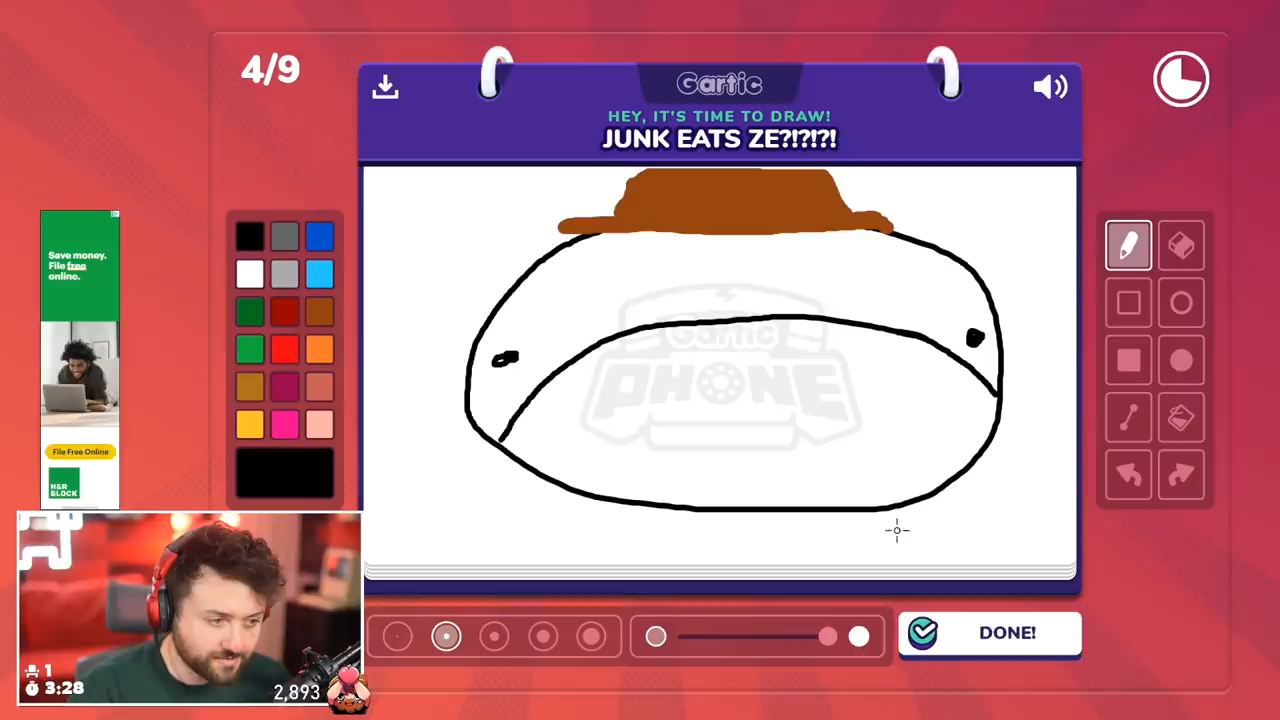 4/9
Gartic
HEY, IT'S TIME TO DRAW!
JUNK EATS ZE?!?!?!
Save money.
File free
online.
Gartic
PHONE
File Free Online
H&R
BLOCK
DONE!
1
3:28
2,893